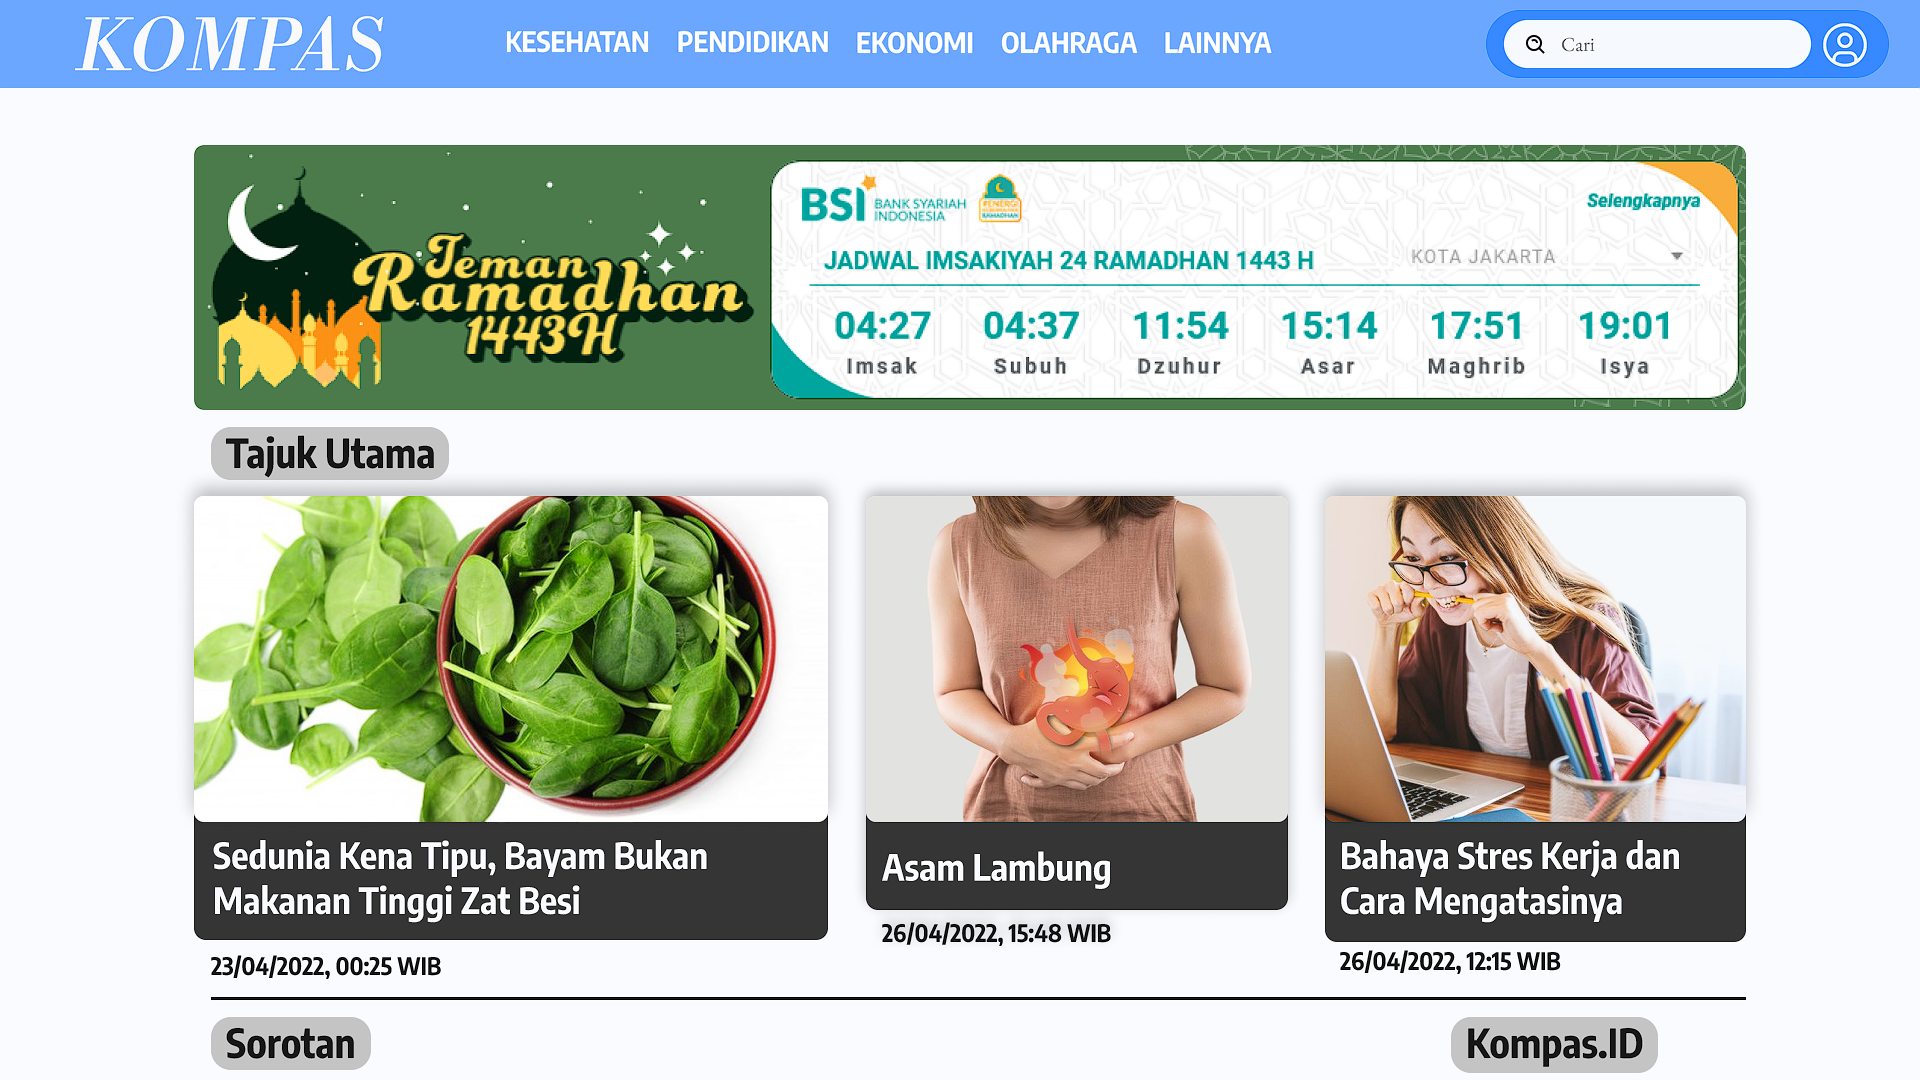 KOMPAS
KESEHATAN PENDIDIKAN EKONOMI OLAHRAGA LAINNYA
Cari
Teman
Ramadhan
1443H
BSI BANK SYARIAH
INDONESIA
Selengkapnya
JADWAL IMSAKIYAH 24 RAMADHAN 1443 H
KOTA JAKARTA
04:27 04:37 11:54 15:14 17:51 19:01
Imsak Subuh Dzuhur Asar Maghrib Isya
Tajuk Utama
Sedunia Kena Tipu, Bayam Bukan
Makanan Tinggi Zat Besi
23/04/2022, 00:25 WIB
Asam Lambung
26/04/2022, 15:48 WIB
Bahaya Stres Kerja dan
Cara Mengatasinya
26/04/2022, 12:15 WIB
Sorotan
Kompas.ID